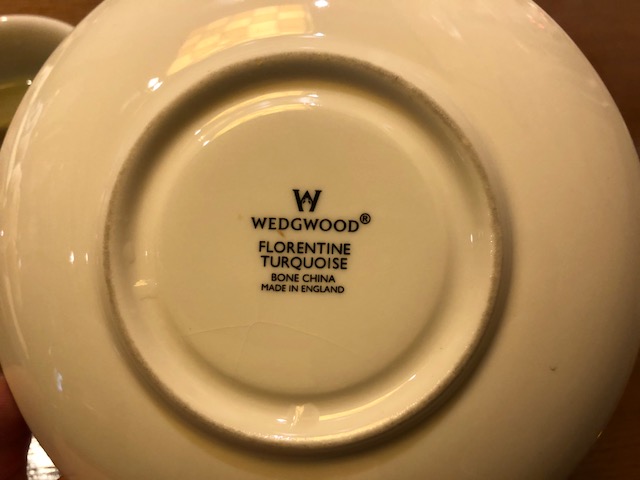 W
WEDGWOOD®
FLORENTINE
TURQUOISE
BONE CHINA
MADE IN ENGLAND